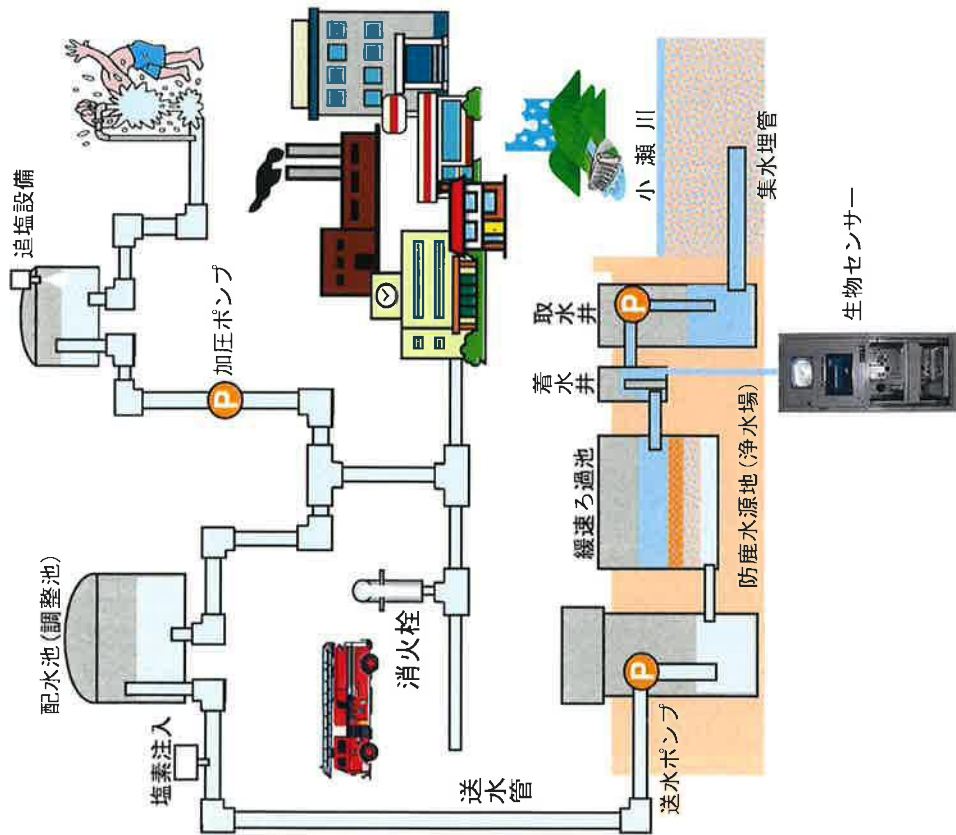 追塩設備
加圧ポンプ
配水池(調整池)
塩素注入
消火栓
送水管
送水ポンプ
緩速ろ過池
着水井
取水井
小瀬川
集水埋管
防鹿水源地(浄水場)
生物センサー
P
P
P